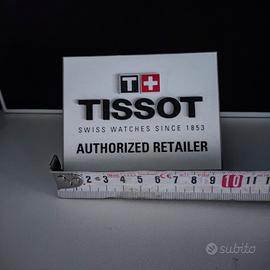 T+
TISSOT
SWISS WATCHES SINCE 1853
AUTHORIZED RETAILER
2 3 4 5 6 7 8 9 10 11
subito